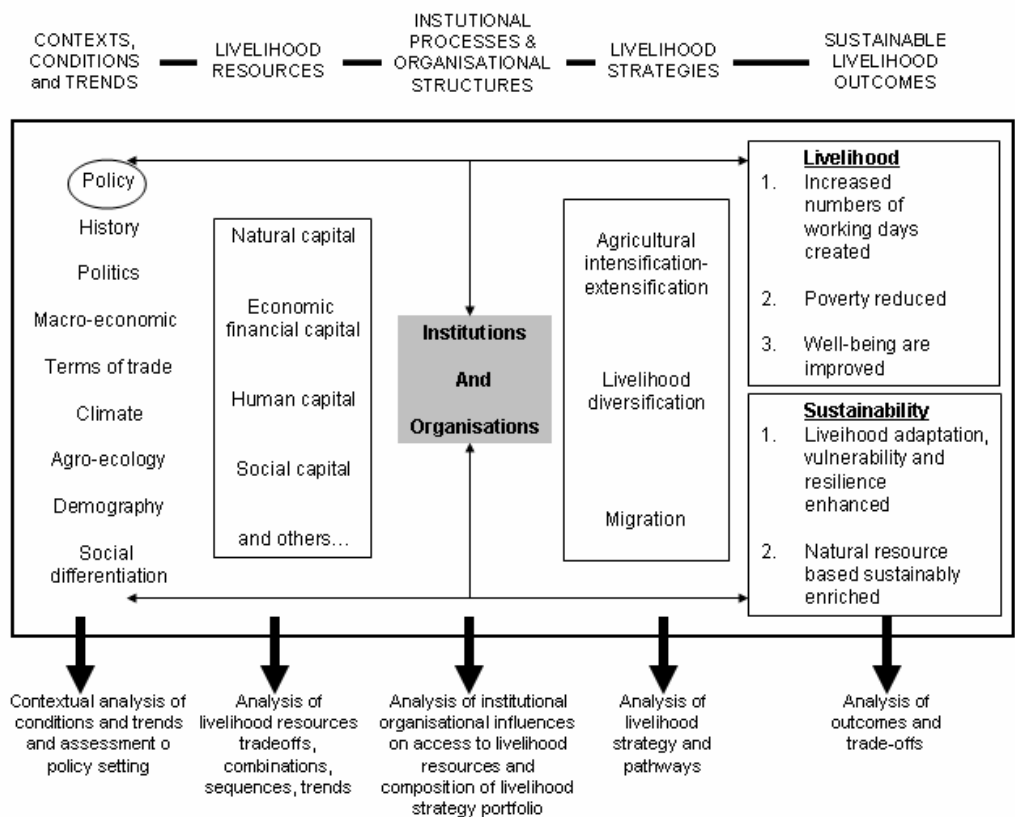 CONTEXTS,
CONDITIONS
and TRENDS
LIVELIHOOD
RESOURCES
INSTUTIONAL
PROCESSES &
ORGANISATIONAL
STRUCTURES
LIVELIHOOD
STRATEGIES
SUSTAINABLE
LIVELIHOOD
OUTCOMES
Policy
History
Politics
Macro-economic
Terms of trade
Climate
Agro-ecology
Demography
Social
differentiation
Natural capital
Economic
financial capital
Human capital
Social capital
and others...
Institutions
And
Organisations
Agricultural
intensification-
extensification
Livelihood
diversification
Migration
Livelihood
1. Increased
numbers of
working days
created
2. Poverty reduced
3. Well-being are
improved
Sustainability
1. Liveihood adaptation,
vulnerability and
resilience
enhanced
2. Natural resource
based sustainably
enriched
Contextual analysis of
conditions and trends
and assessment o
policy setting
Analysis of
livelihood resources
tradeoffs,
combinations,
sequences, trends
Analysis of institutional
organisational influences
on access to livelihood
resources and
composition of livelihood
strategy portfolio
Analysis of
livelihood
strategy and
pathways
Analysis of
outcomes and
trade-offs